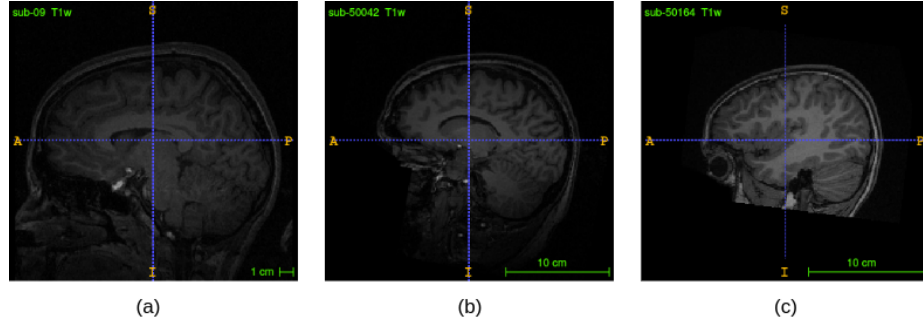 sub-09 T1w
S
A
P
I
1 cm
(a)
sub-50042 T1w
S
A
P
I
10 cm
(b)
sub-50164 T1w
S
A
P
I
10 cm
(c)